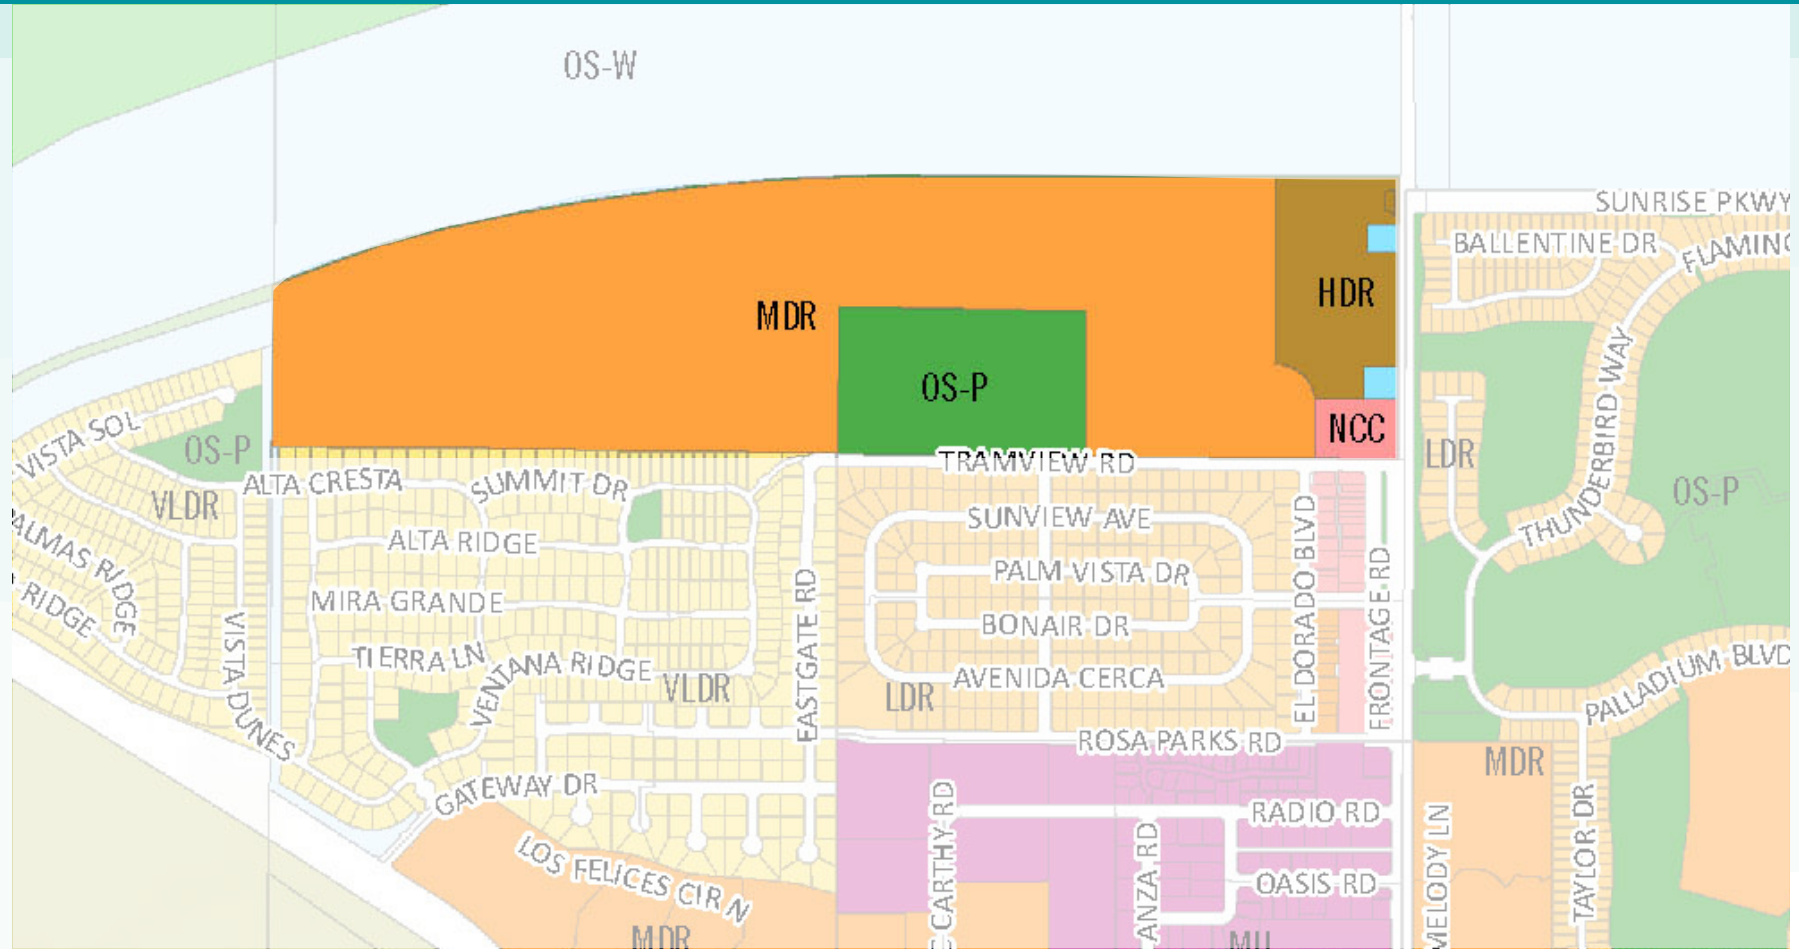 OS-W
SUNRISE PKWY
BALLENTINE DR
HDR
MDR
OS-P
NCC
THUNDERBIRD WAY
VISTA SOL
OS-P
LDR
TRAMVIEW RD
ALTA CRESTA
SUMMIT DR
VLDR
OS-P
SUNVIEW AVE
ALTA RIDGE
PALM VISTA DR
RIDGE
MIRA GRANDE
BONAIR DR
EL DORADO BLVD
FRONTAGE RD
EASTGATE RD
VISTA DUNES
TIERRA LN
VENTANA RIDGE
VLDR
LDR
AVENIDA CERCA
PALLADIUM BLVD
ROSA PARKS RD
MDR
GATEWAY DR
RADIO RD
LOS FELICES CIR N
OASIS RD
ANZA RD
MELODY LN
TAYLOR DR
MDR